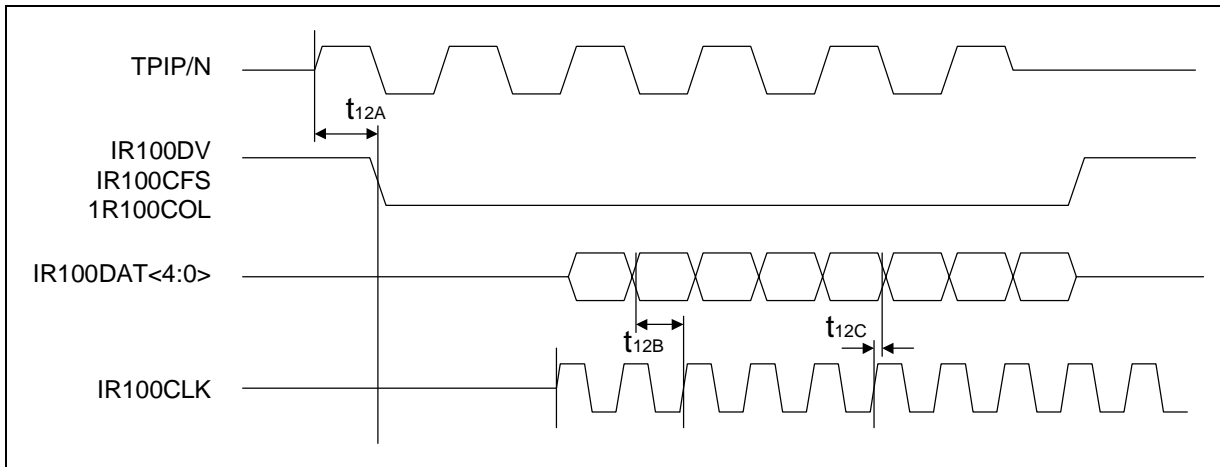 TPIP/N
t12A
IR100DV
IR100CFS
1R100COL
IR100DAT<4:0>
t12B
t12C
IR100CLK